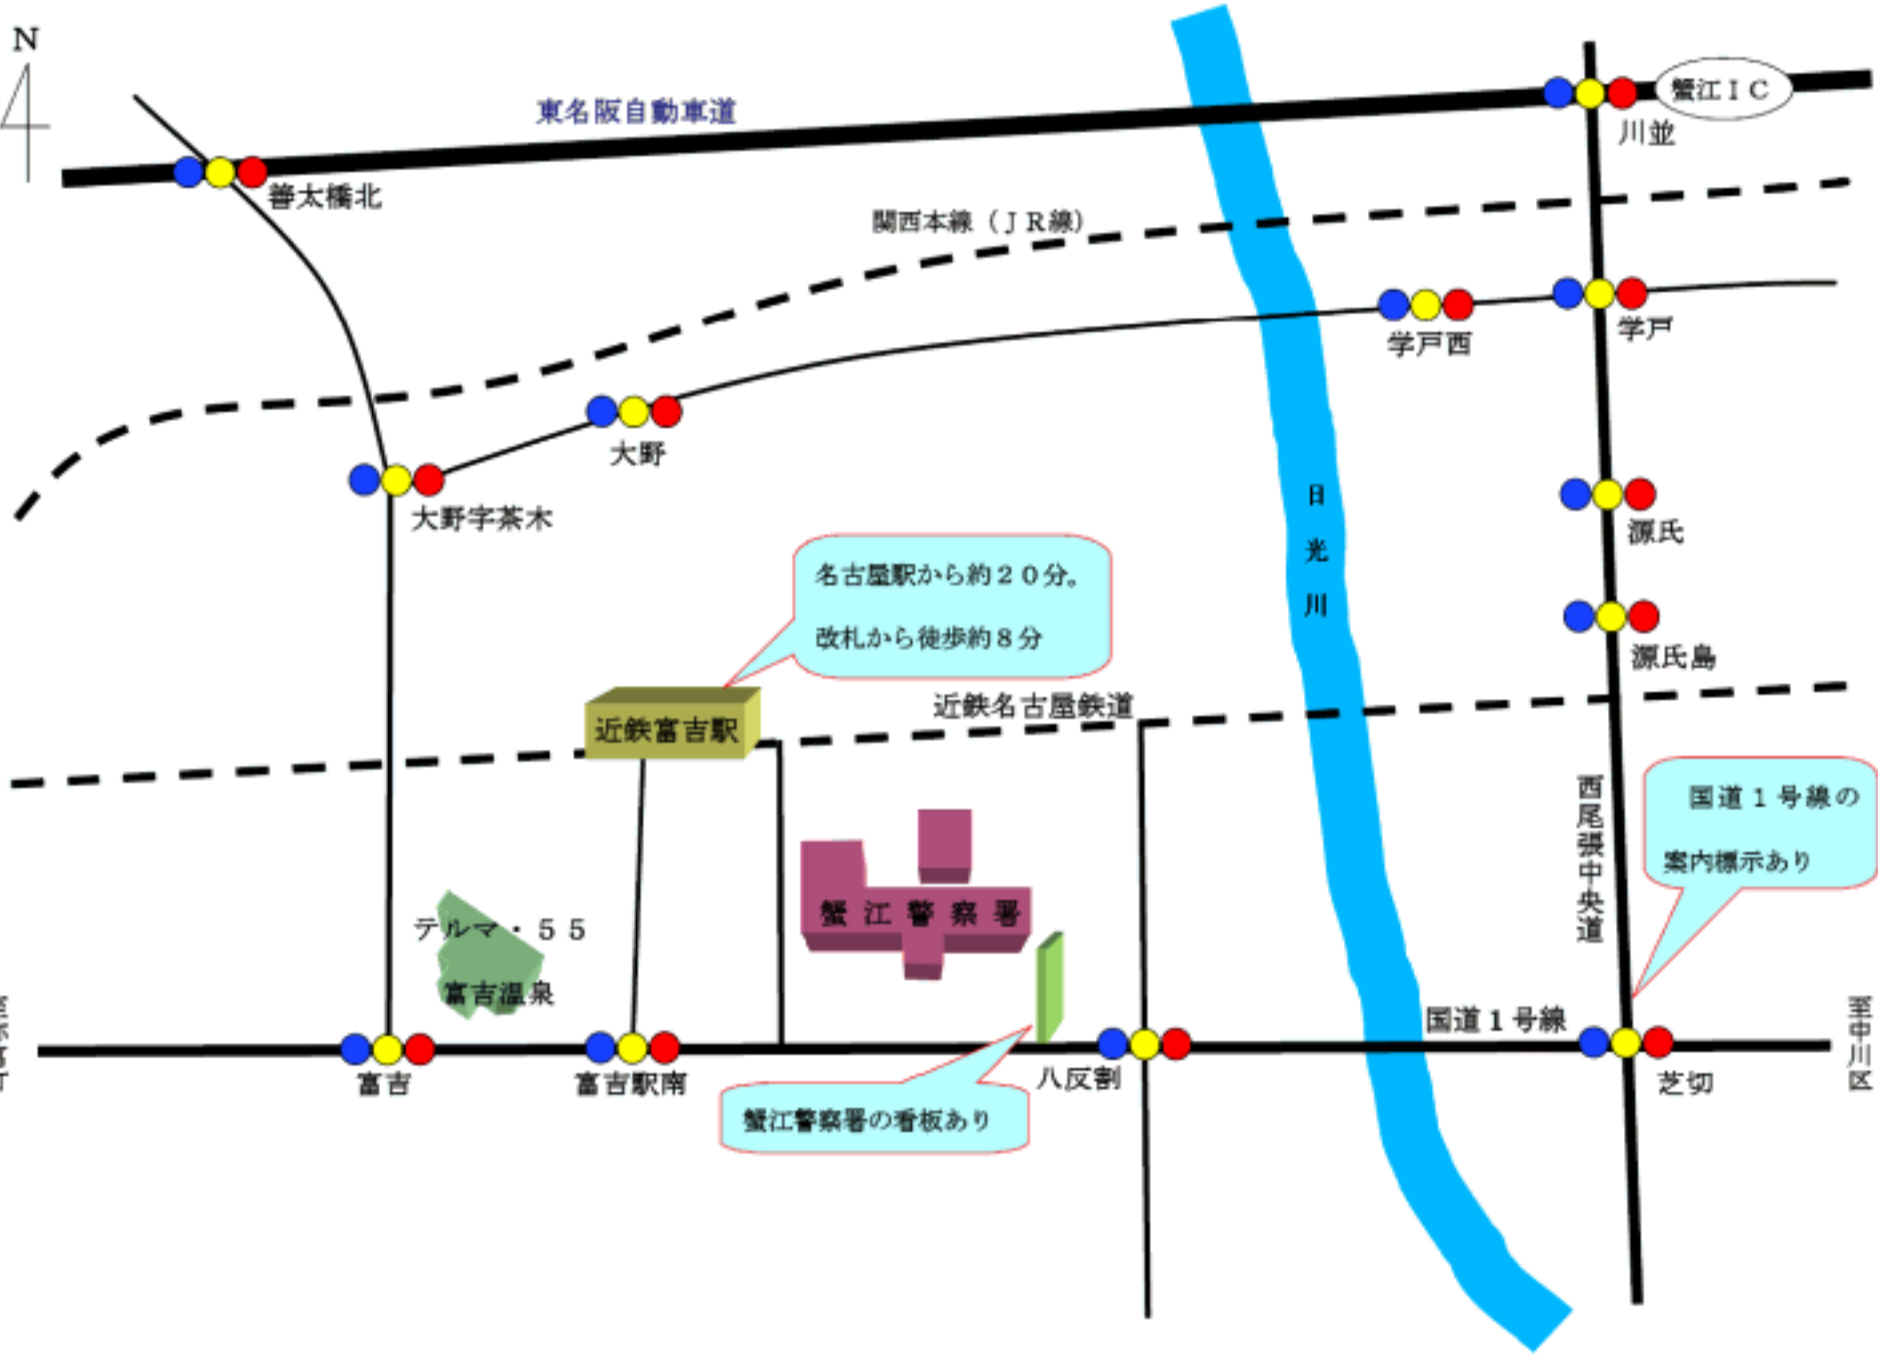 N
東名阪自動車道
蟹江ＩＣ
川並
善太橋北
関西本線（ＪＲ線）
学戸西
学戸
大野
大野字茶木
日光川
源氏
名古屋駅から約２０分。
改札から徒歩約８分
源氏島
近鉄富吉駅
近鉄名古屋鉄道
西尾張中央道
国道１号線の
案内標示あり
蟹江警察署
テルマ・５５
富吉温泉
国道１号線
至中川区
富吉
富吉駅南
八反割
芝切
蟹江警察署の看板あり